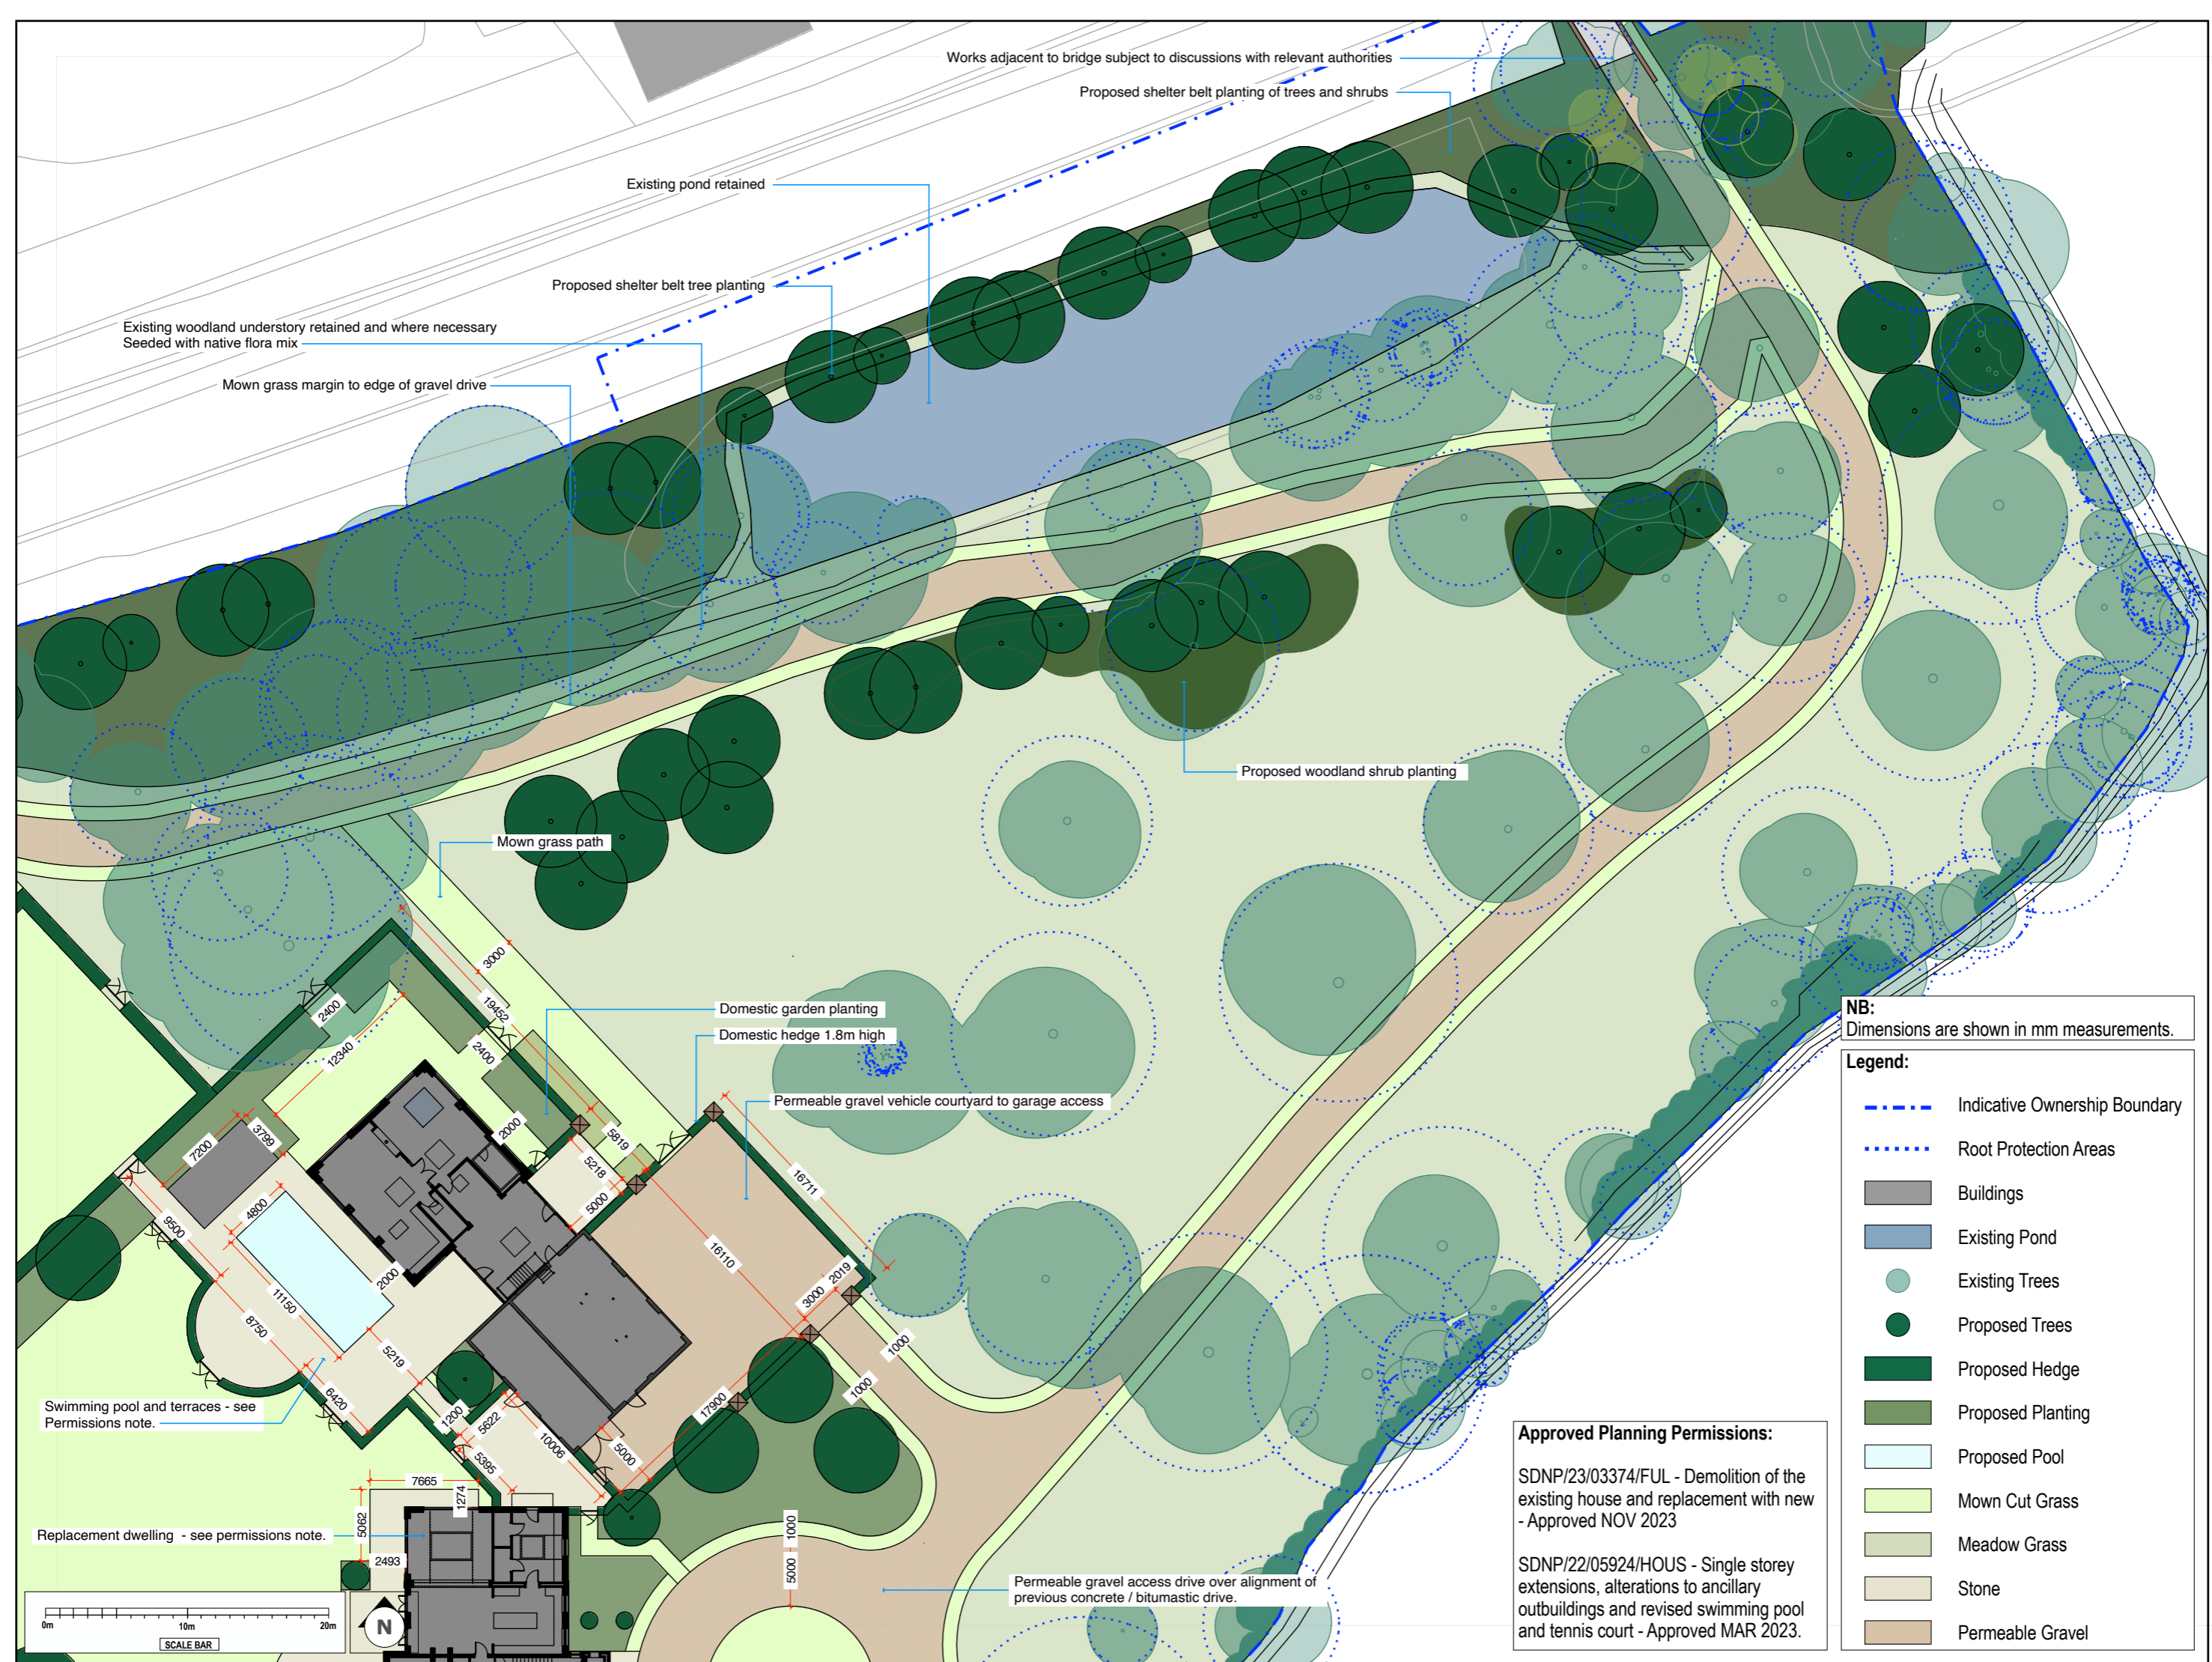 Works adjacent to bridge subject to discussions with relevant authorities
Proposed shelter belt planting of trees and shrubs
Existing pond retained
Proposed shelter belt tree planting
Existing woodland understory retained and where necessary
Seeded with native flora mix
Mown grass margin to edge of gravel drive
Proposed woodland shrub planting
Mown grass path
3000
19452
2400
2400
12340
Domestic garden planting
Domestic hedge 1.8m high
Permeable gravel vehicle courtyard to garage access
2000
5819
7200
3799
5218
5000
16711
4800
9500
16110
2019
3000
2000
11150
8750
5219
1000
1000
6420
17900
1200
5622
10006
5000
5395
Swimming pool and terraces - see
Permissions note.
7665
1274
5062
2493
Replacement dwelling - see permissions note.
1000
5000
Permeable gravel access drive over alignment of
previous concrete / bitumastic drive.
0m
10m
20m
SCALE BAR
N
NB:
Dimensions are shown in mm measurements.
Legend:
Indicative Ownership Boundary
Root Protection Areas
Buildings
Existing Pond
Existing Trees
Proposed Trees
Proposed Hedge
Proposed Planting
Proposed Pool
Mown Cut Grass
Meadow Grass
Stone
Permeable Gravel
Approved Planning Permissions:
SDNP/23/03374/FUL - Demolition of the
existing house and replacement with new
- Approved NOV 2023
SDNP/22/05924/HOUS - Single storey
extensions, alterations to ancillary
outbuildings and revised swimming pool
and tennis court - Approved MAR 2023.